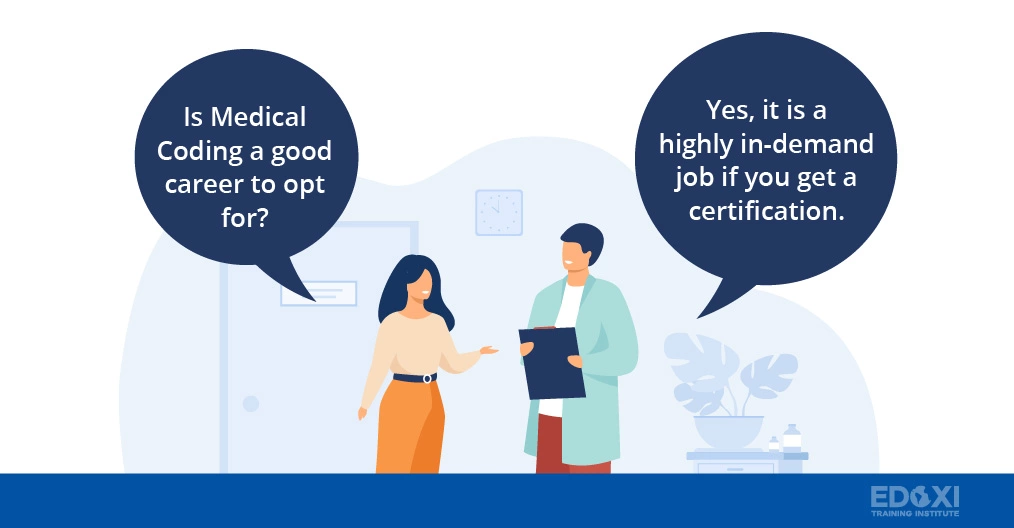 Is Medical
Coding a good
career to opt
for?
Yes, it is a
highly in-demand
job if you get a
certification.
EDOXI
TRAINING INSTITUTE